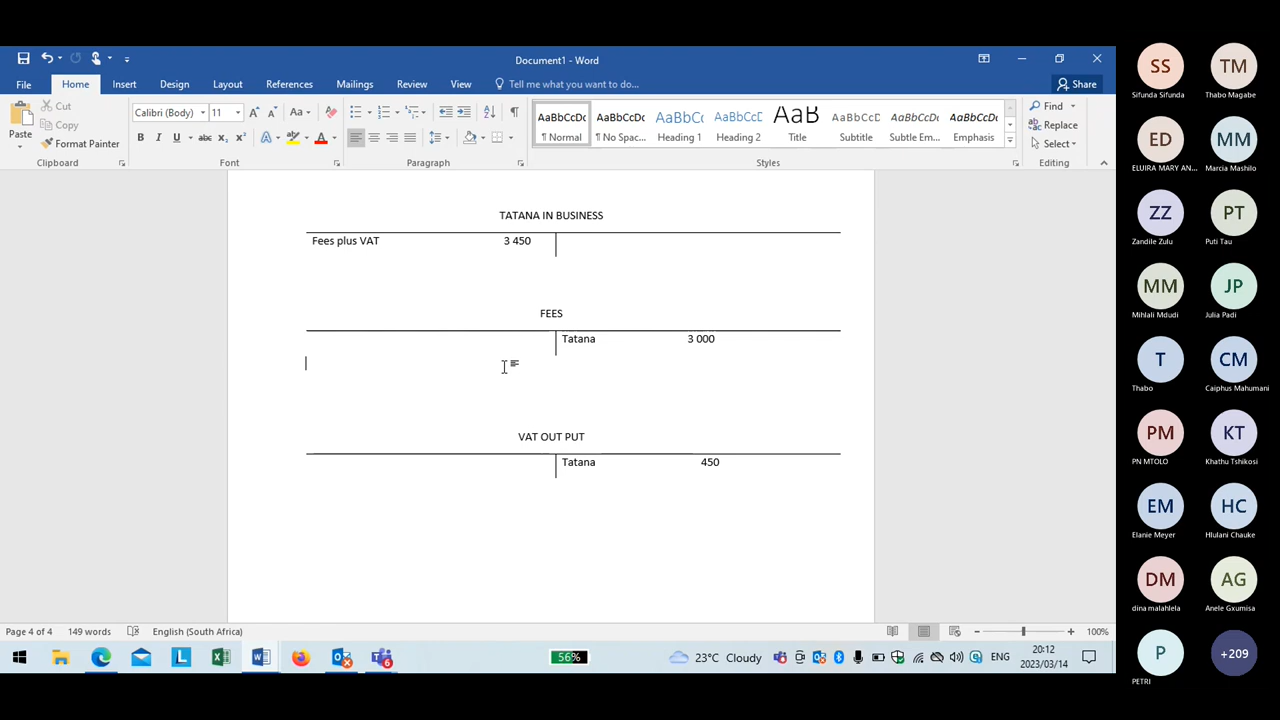 Document1 - Word
File Home Insert Design Layout References Mailings Review View Tell me what you want to do... Share
Paste Cut Copy Format Painter
Clipboard
Calibri (Body) 11 A A Aa
B I U abc x₂ x² A A
Font
Paragraph
AaBbCcDc AaBbCcDc AaBbCc AaBbCcD AaB AaBbCcD AaBbCcDc AaBbCcDc
¶ Normal ¶ No Spac... Heading 1 Heading 2 Title Subtitle Subtle Em... Emphasis
Styles
Find
Replace
Select
Editing
TATANA IN BUSINESS
Fees plus VAT 3 450
FEES
Tatana 3 000
VAT OUT PUT
Tatana 450
Page 4 of 4 149 words English (South Africa) 100%
56% 23°C Cloudy ENG 20:12
2023/03/14
SS TM
Sifunda Sifunda Thabo Magabe
ED MM
ELUIRA MARY AN... Marcia Mashilo
ZZ PT
Zandile Zulu Puti Tau
MM JP
Mihlali Mdudi Julia Padi
T CM
Thabo Caiphus Mahumani
PM KT
PN MTOLO Khathu Tshikosi
EM HC
Elanie Meyer Hlulani Chauke
DM AG
dina malahlela Anele Gxumisa
P +209
PETRI